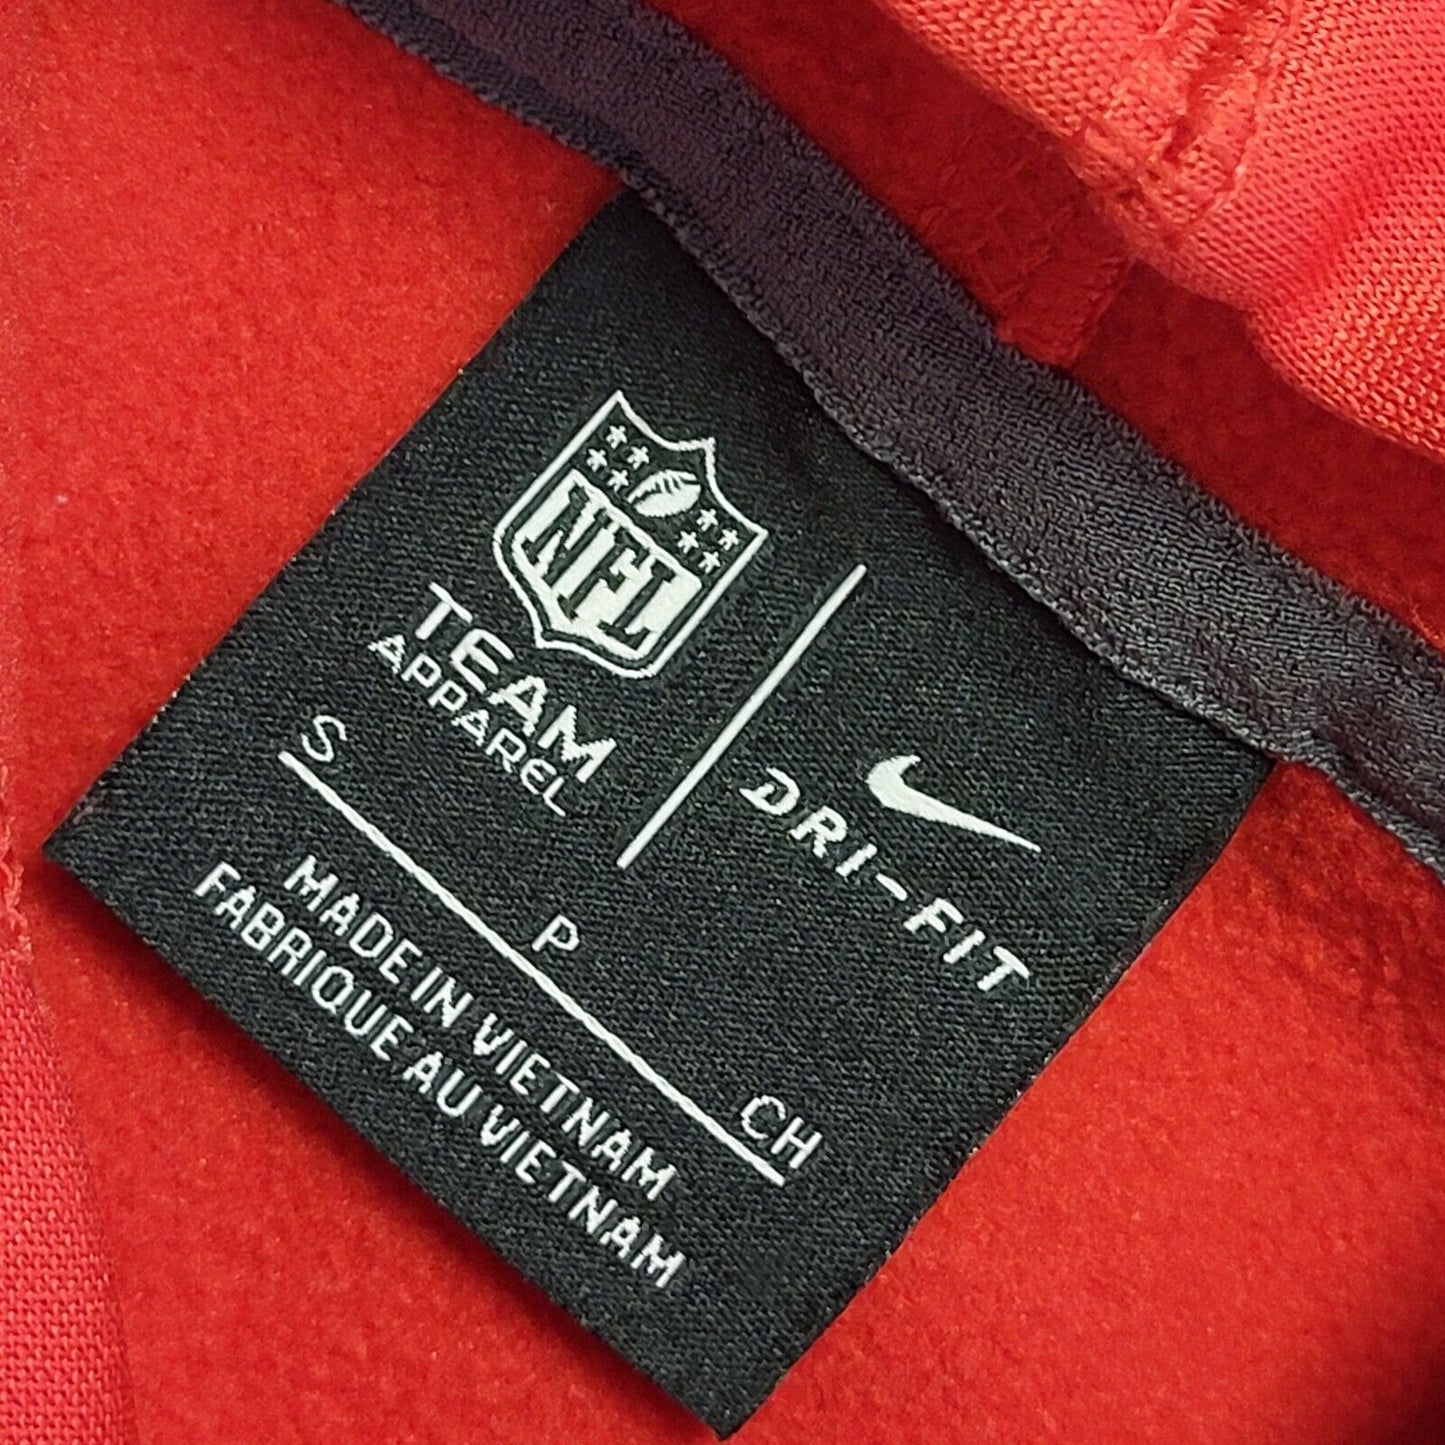 NFL
TEAM
APPAREL
DRI-FIT
S P CH
MADE IN VIETNAM
FABRIQUE AU VIETNAM